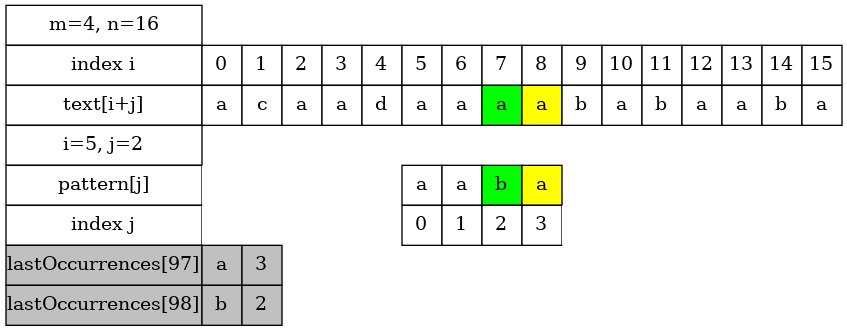 m=4, n=16
index i 0 1 2 3 4 5 6 7 8 9 10 11 12 13 14 15
text[i+j] a c a a d a a a a b a b a a b a
i=5, j=2
pattern[j] a a b a
index j 0 1 2 3
lastOccurrences[97] a 3
lastOccurrences[98] b 2